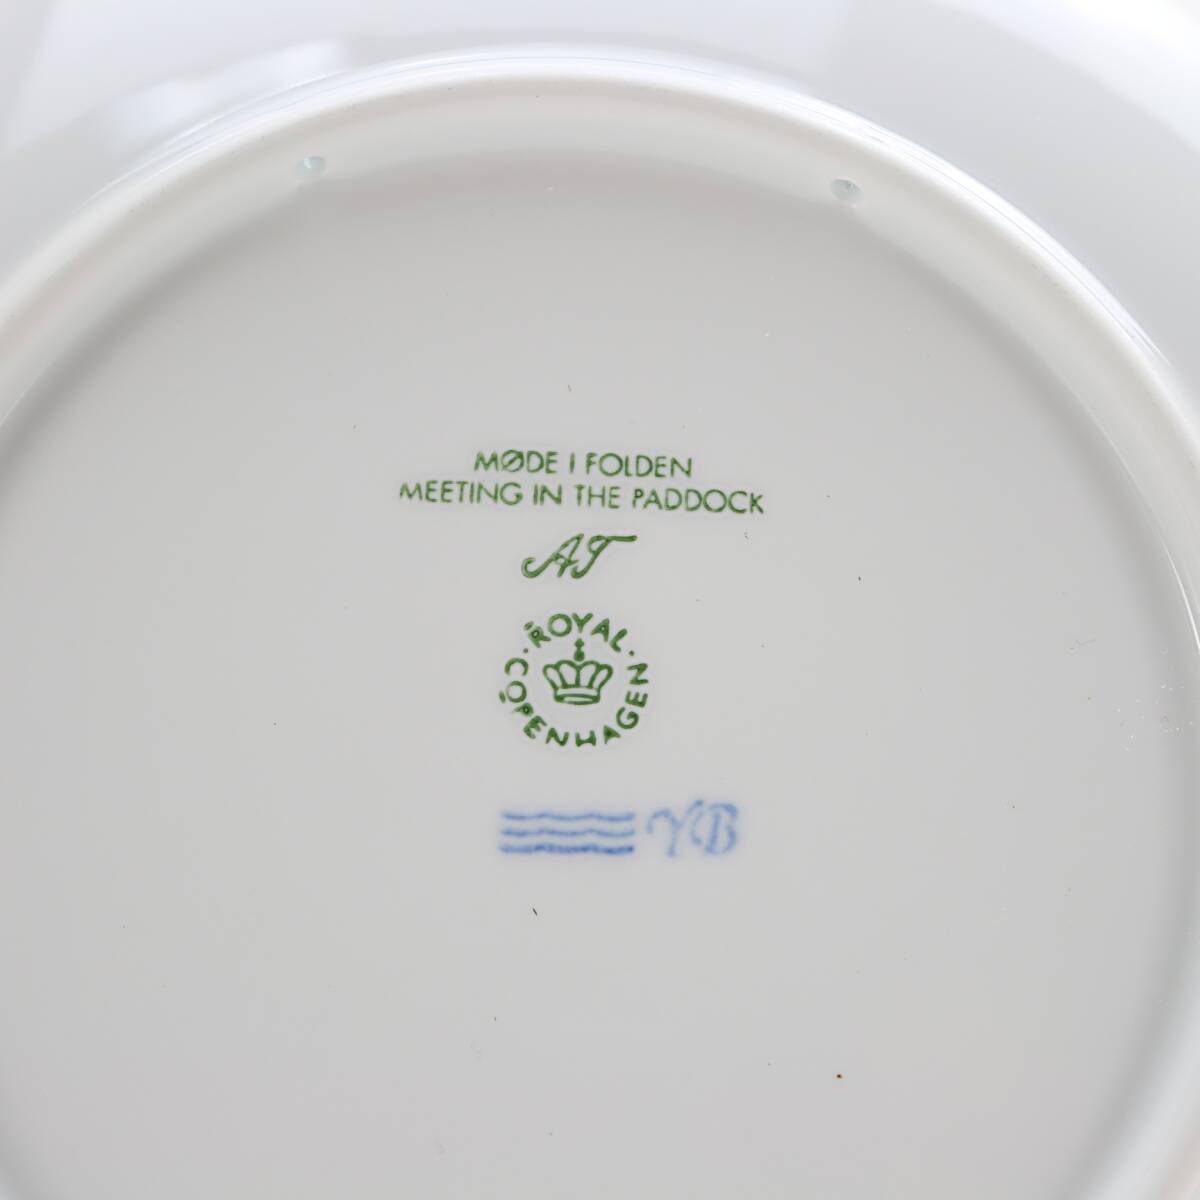 MØDE I FOLDEN
MEETING IN THE PADDOCK
AT
ROYAL · COPENHAGEN ·
YB